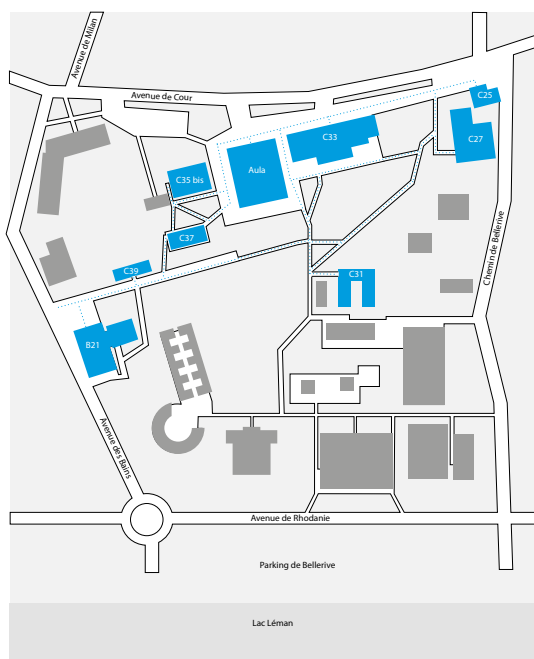 Avenue de Milan
Avenue de Cour
C25
C33
C27
Aula
C35 bis
C37
C39
C31
Chemin de Bellerive
B21
Avenue des Bains
Avenue de Rhodanie
Parking de Bellerive
Lac Léman